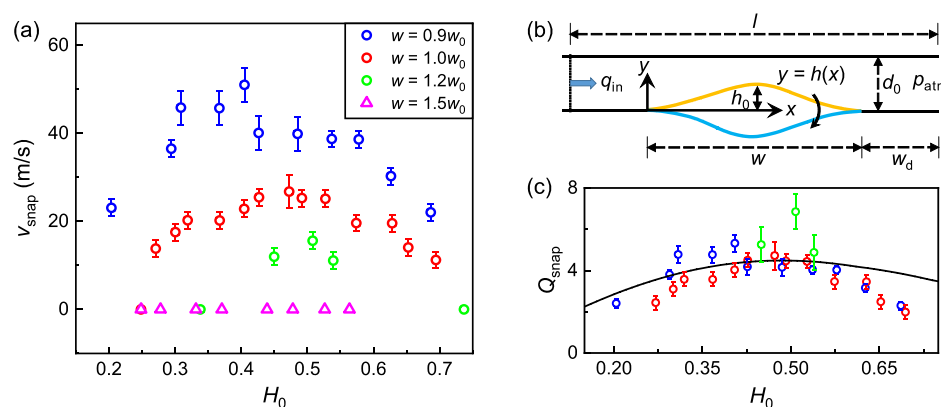 (a)
60
40
20
0
v_snap (m/s)
0.2 0.3 0.4 0.5 0.6 0.7
H_0
w = 0.9w_0
w = 1.0w_0
w = 1.2w_0
w = 1.5w_0
(b)
l
q_in
y
y = h(x)
h_0
x
d_0
p_atr
w
w_d
(c)
8
4
0
Q_snap
0.20 0.35 0.50 0.65
H_0